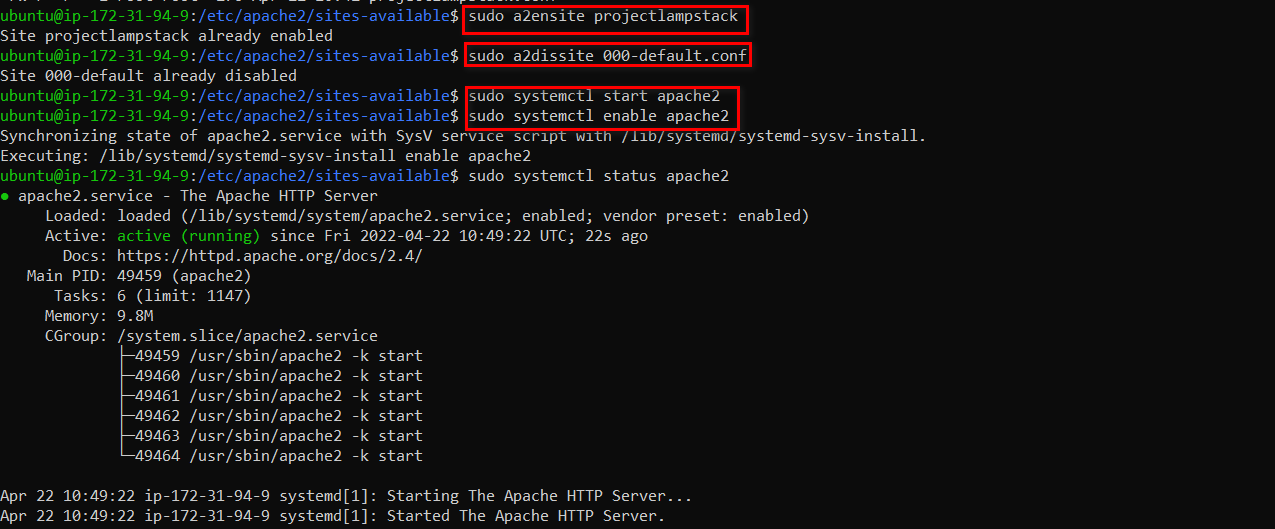 ubuntu@ip-172-31-94-9:/etc/apache2/sites-available$ sudo a2ensite projectlampstack
Site projectlampstack already enabled
ubuntu@ip-172-31-94-9:/etc/apache2/sites-available$ sudo a2dissite 000-default.conf
Site 000-default already disabled
ubuntu@ip-172-31-94-9:/etc/apache2/sites-available$ sudo systemctl start apache2
ubuntu@ip-172-31-94-9:/etc/apache2/sites-available$ sudo systemctl enable apache2
Synchronizing state of apache2.service with SysV service script with /lib/systemd/systemd-sysv-install.
Executing: /lib/systemd/systemd-sysv-install enable apache2
ubuntu@ip-172-31-94-9:/etc/apache2/sites-available$ sudo systemctl status apache2
● apache2.service - The Apache HTTP Server
Loaded: loaded (/lib/systemd/system/apache2.service; enabled; vendor preset: enabled)
Active: active (running) since Fri 2022-04-22 10:49:22 UTC; 22s ago
Docs: https://httpd.apache.org/docs/2.4/
Main PID: 49459 (apache2)
Tasks: 6 (limit: 1147)
Memory: 9.8M
CGroup: /system.slice/apache2.service
├─49459 /usr/sbin/apache2 -k start
├─49460 /usr/sbin/apache2 -k start
├─49461 /usr/sbin/apache2 -k start
├─49462 /usr/sbin/apache2 -k start
├─49463 /usr/sbin/apache2 -k start
└─49464 /usr/sbin/apache2 -k start
Apr 22 10:49:22 ip-172-31-94-9 systemd[1]: Starting The Apache HTTP Server...
Apr 22 10:49:22 ip-172-31-94-9 systemd[1]: Started The Apache HTTP Server.